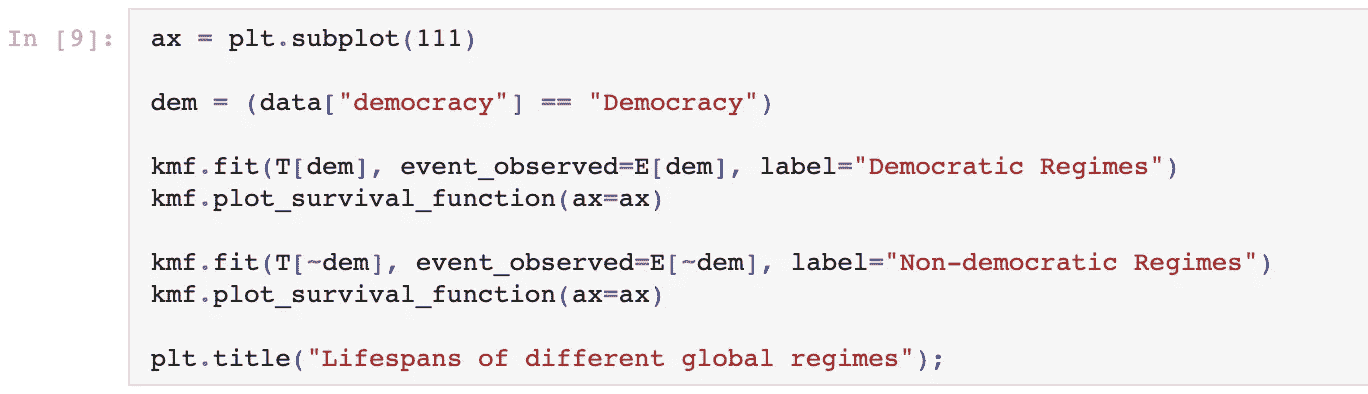 In [9]: ax = plt.subplot(111)
dem = (data["democracy"] == "Democracy")
kmf.fit(T[dem], event_observed=E[dem], label="Democratic Regimes")
kmf.plot_survival_function(ax=ax)
kmf.fit(T[~dem], event_observed=E[~dem], label="Non-democratic Regimes")
kmf.plot_survival_function(ax=ax)
plt.title("Lifespans of different global regimes");